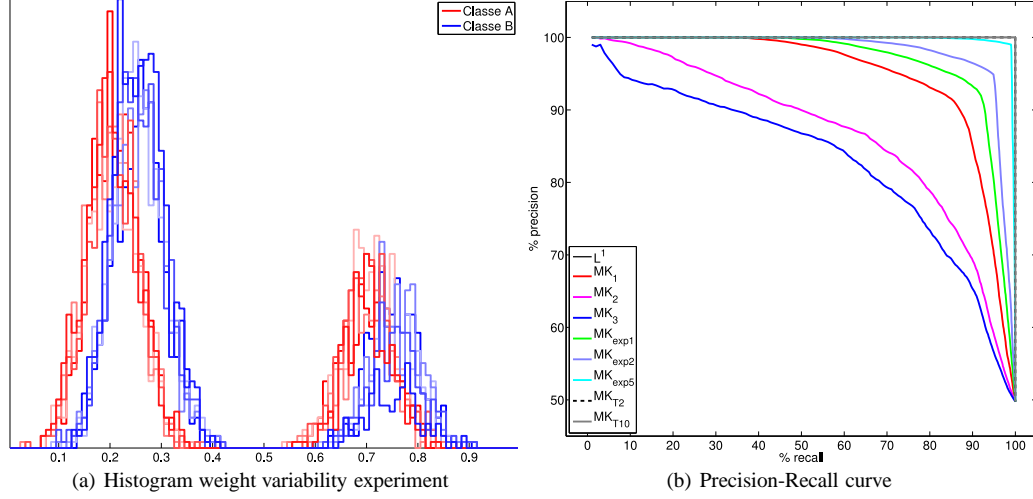 Classe A
Classe B
0.1 0.2 0.3 0.4 0.5 0.6 0.7 0.8 0.9
(a) Histogram weight variability experiment
100
90
80
70
60
50
% precision
L1
MK1
MK2
MK3
MKexp1
MKexp2
MKexp5
MKT2
MKT10
0 10 20 30 40 50 60 70 80 90 100
% recall
(b) Precision-Recall curve